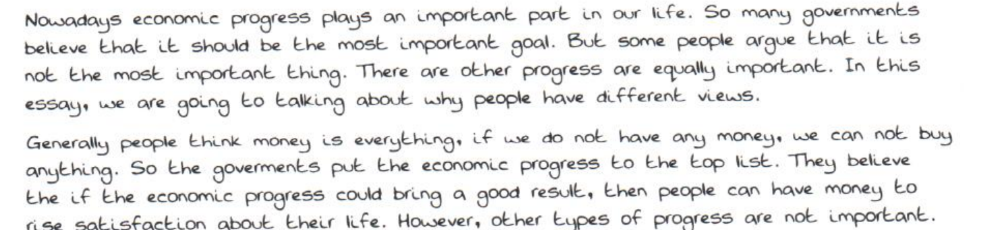 Nowadays economic progress plays an important part in our life. So many governments
believe that it should be the most important goal. But some people argue that it is
not the most important thing. There are other progress are equally important. In this
essay, we are going to talking about why people have different views.
Generally people think money is everything, if we do not have any money, we can not buy
anything. So the goverments put the economic progress to the top list. They believe
the if the economic progress could bring a good result, then people can have money to
rise satisfaction about their life. However, other types of progress are not important.